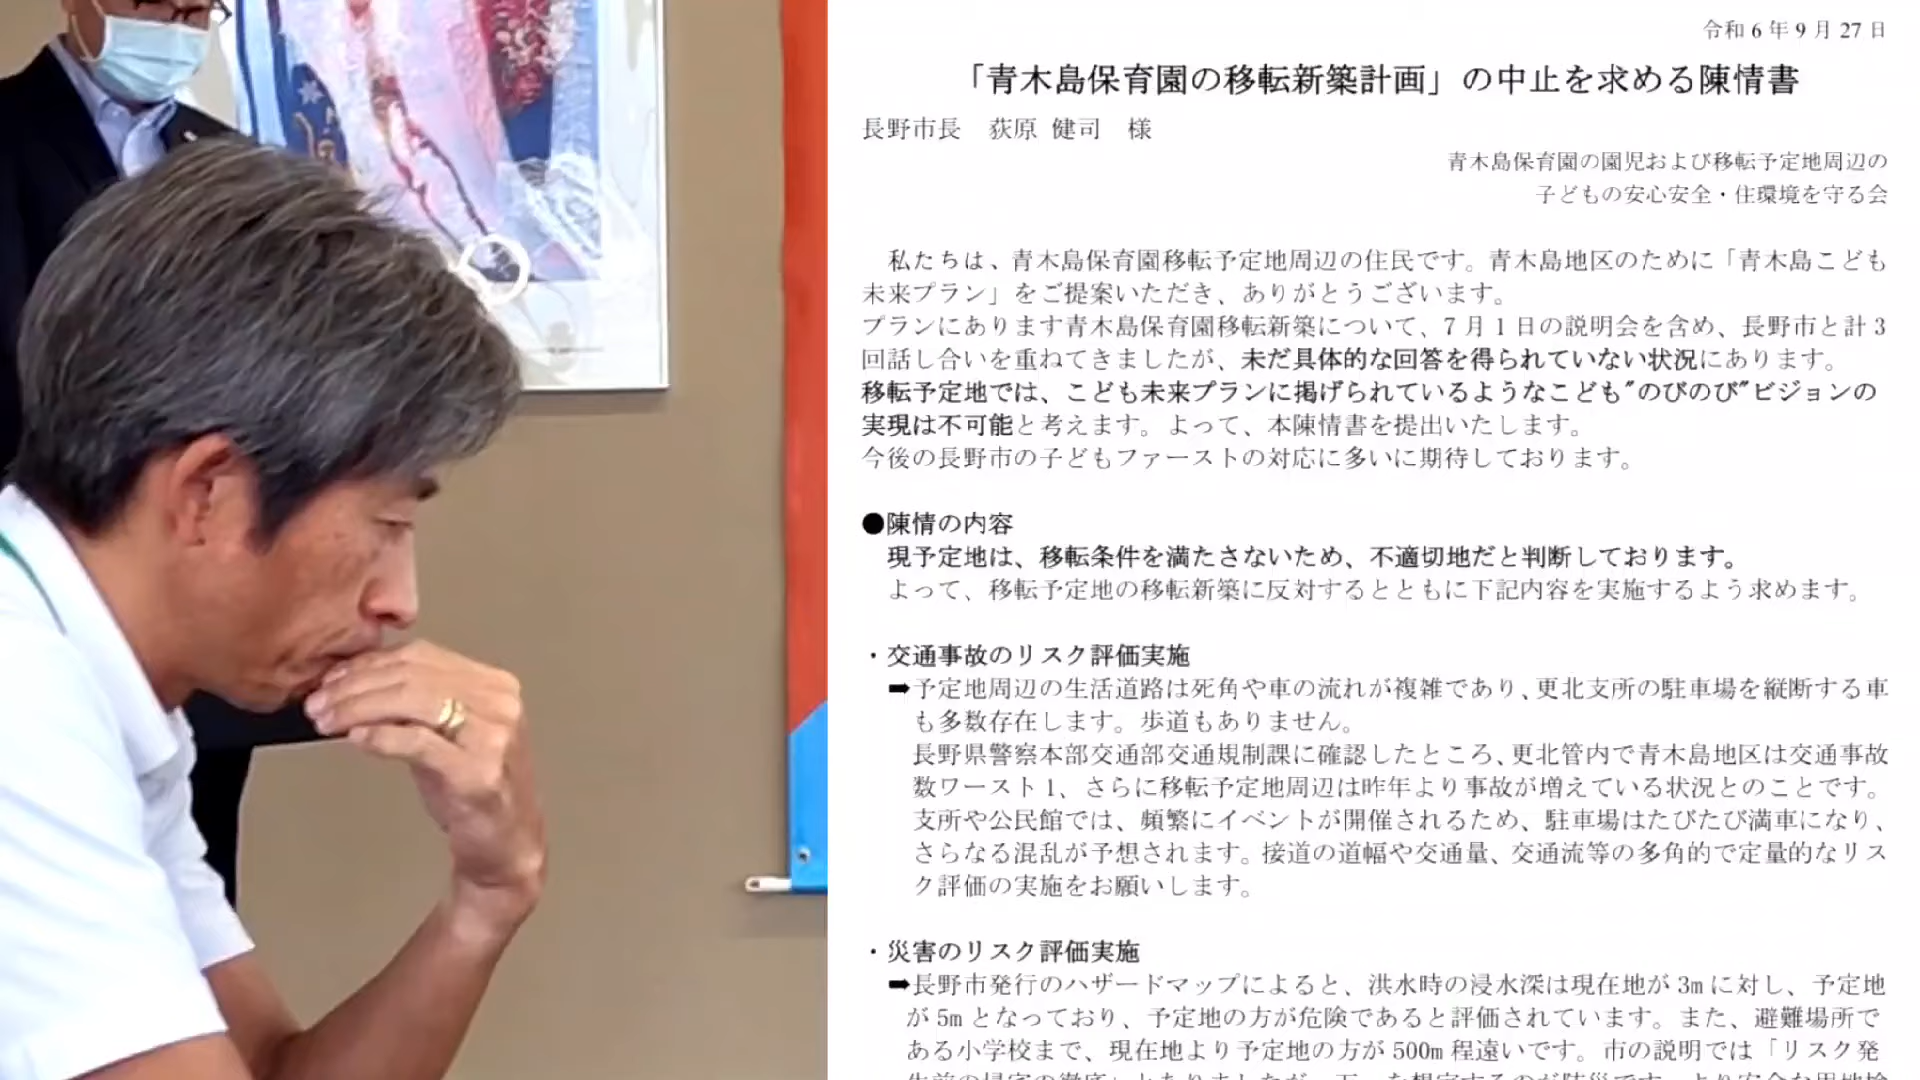 令和6年9月27日
「青木島保育園の移転新築計画」の中止を求める陳情書
長野市長　荻原 健司　様
青木島保育園の園児および移転予定地周辺の
子どもの安心安全・住環境を守る会
私たちは、青木島保育園移転予定地周辺の住民です。青木島地区のために「青木島こども
未来プラン」をご提案いただき、ありがとうございます。
プランにあります青木島保育園移転新築について、7月1日の説明会を含め、長野市と計3
回話し合いを重ねてきましたが、未だ具体的な回答を得られていない状況にあります。
移転予定地では、こども未来プランに掲げられているようなこども"のびのび"ビジョンの
実現は不可能と考えます。よって、本陳情書を提出いたします。
今後の長野市の子どもファーストの対応に多いに期待しております。
●陳情の内容
現予定地は、移転条件を満たさないため、不適切地だと判断しております。
よって、移転予定地の移転新築に反対するとともに下記内容を実施するよう求めます。
・交通事故のリスク評価実施
➡予定地周辺の生活道路は死角や車の流れが複雑であり、更北支所の駐車場を縦断する車
も多数存在します。歩道もありません。
長野県警察本部交通部交通規制課に確認したところ、更北管内で青木島地区は交通事故
数ワースト1、さらに移転予定地周辺は昨年より事故が増えている状況とのことです。
支所や公民館では、頻繁にイベントが開催されるため、駐車場はたびたび満車になり、
さらなる混乱が予想されます。接道の道幅や交通量、交通流等の多角的で定量的なリス
ク評価の実施をお願いします。
・災害のリスク評価実施
➡長野市発行のハザードマップによると、洪水時の浸水深は現在地が3mに対し、予定地
が5mとなっており、予定地の方が危険であると評価されています。また、避難場所で
ある小学校まで、現在地より予定地の方が500m程遠いです。市の説明では「リスク発